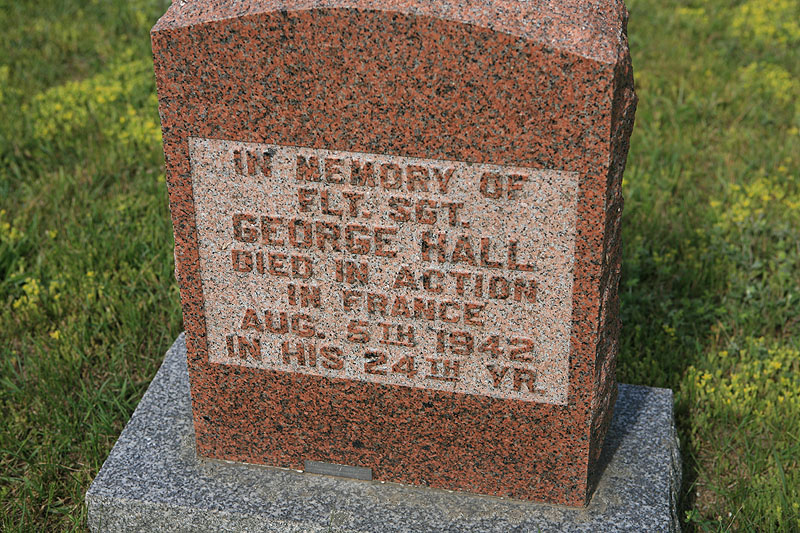 IN MEMORY OF
FLT. SGT.
GEORGE HALL
DIED IN ACTION
IN FRANCE
AUG. 5TH 1942
IN HIS 24TH YR.